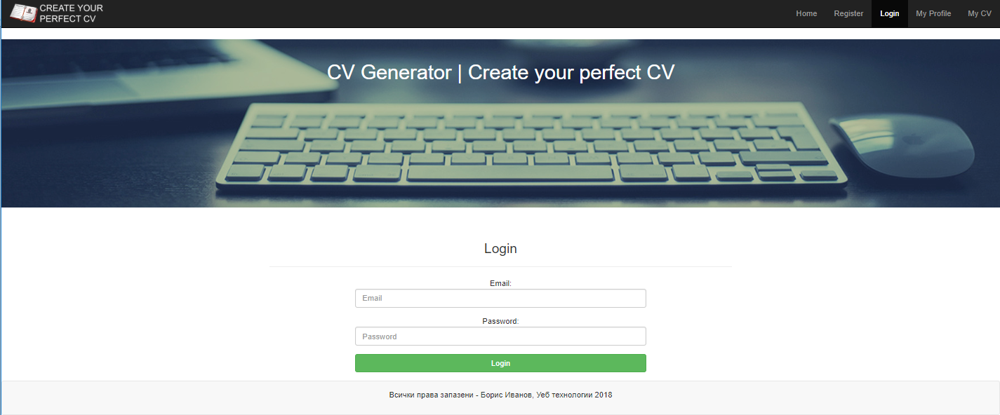 CREATE YOUR
PERFECT CV
Home Register Login My Profile My CV
CV Generator | Create your perfect CV
Login
Email:
Email
Password:
Password
Login
Всички права запазени - Борис Иванов, Уеб технологии 2018